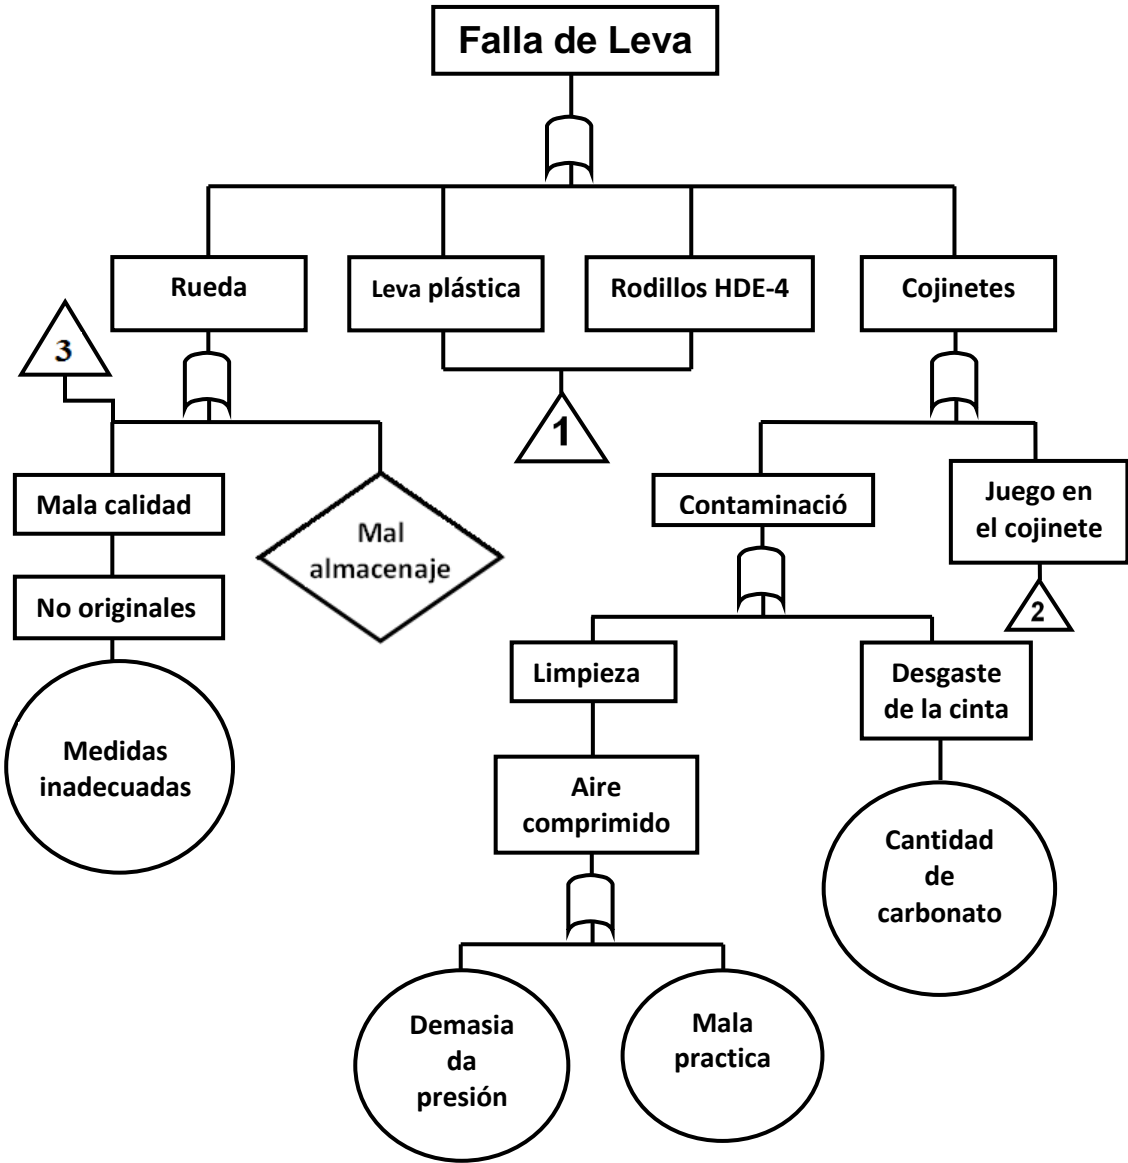 Falla de Leva
Rueda
Leva plástica
Rodillos HDE-4
Cojinetes
3
1
Mala calidad
Mal
almacenaje
Contaminació
Juego en
el cojinete
No originales
2
Limpieza
Desgaste
de la cinta
Medidas
inadecuadas
Aire
comprimido
Cantidad
de
carbonato
Demasia
da
presión
Mala
practica